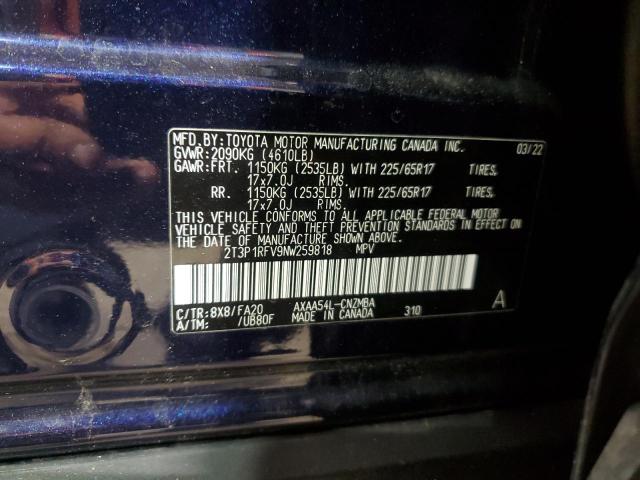 MFD.BY:TOYOTA MOTOR MANUFACTURING CANADA INC. 03/22
GVWR:2090KG (4610LB)
GAWR:FRT. 1150KG (2535LB) WITH 225/65R17 TIRES.
17x7.0J RIMS.
RR. 1150KG (2535LB) WITH 225/65R17 TIRES.
17x7.0J RIMS.
THIS VEHICLE CONFORMS TO ALL APPLICABLE FEDERAL MOTOR
VEHICLE SAFETY AND THEFT PREVENTION STANDARDS IN EFFECT ON
THE DATE OF MANUFACTURE SHOWN ABOVE.
2T3P1RFV9NW259818 MPV
C/TR:8X8/FA20 AXAA54L-CNZMBA A
A/TM: /UB80F MADE IN CANADA 310